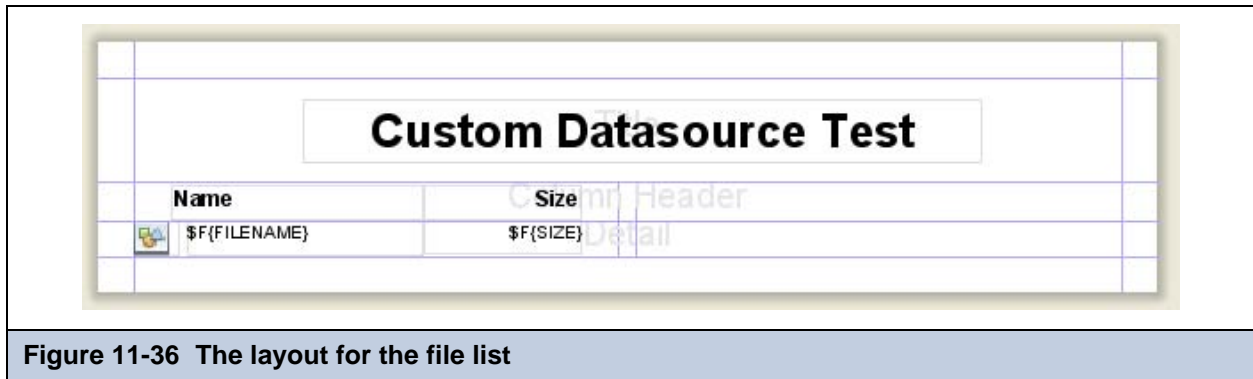 Title
Custom Datasource Test
Column Header
Name Size
Detail
$F{FILENAME} $F{SIZE}
Figure 11-36 The layout for the file list